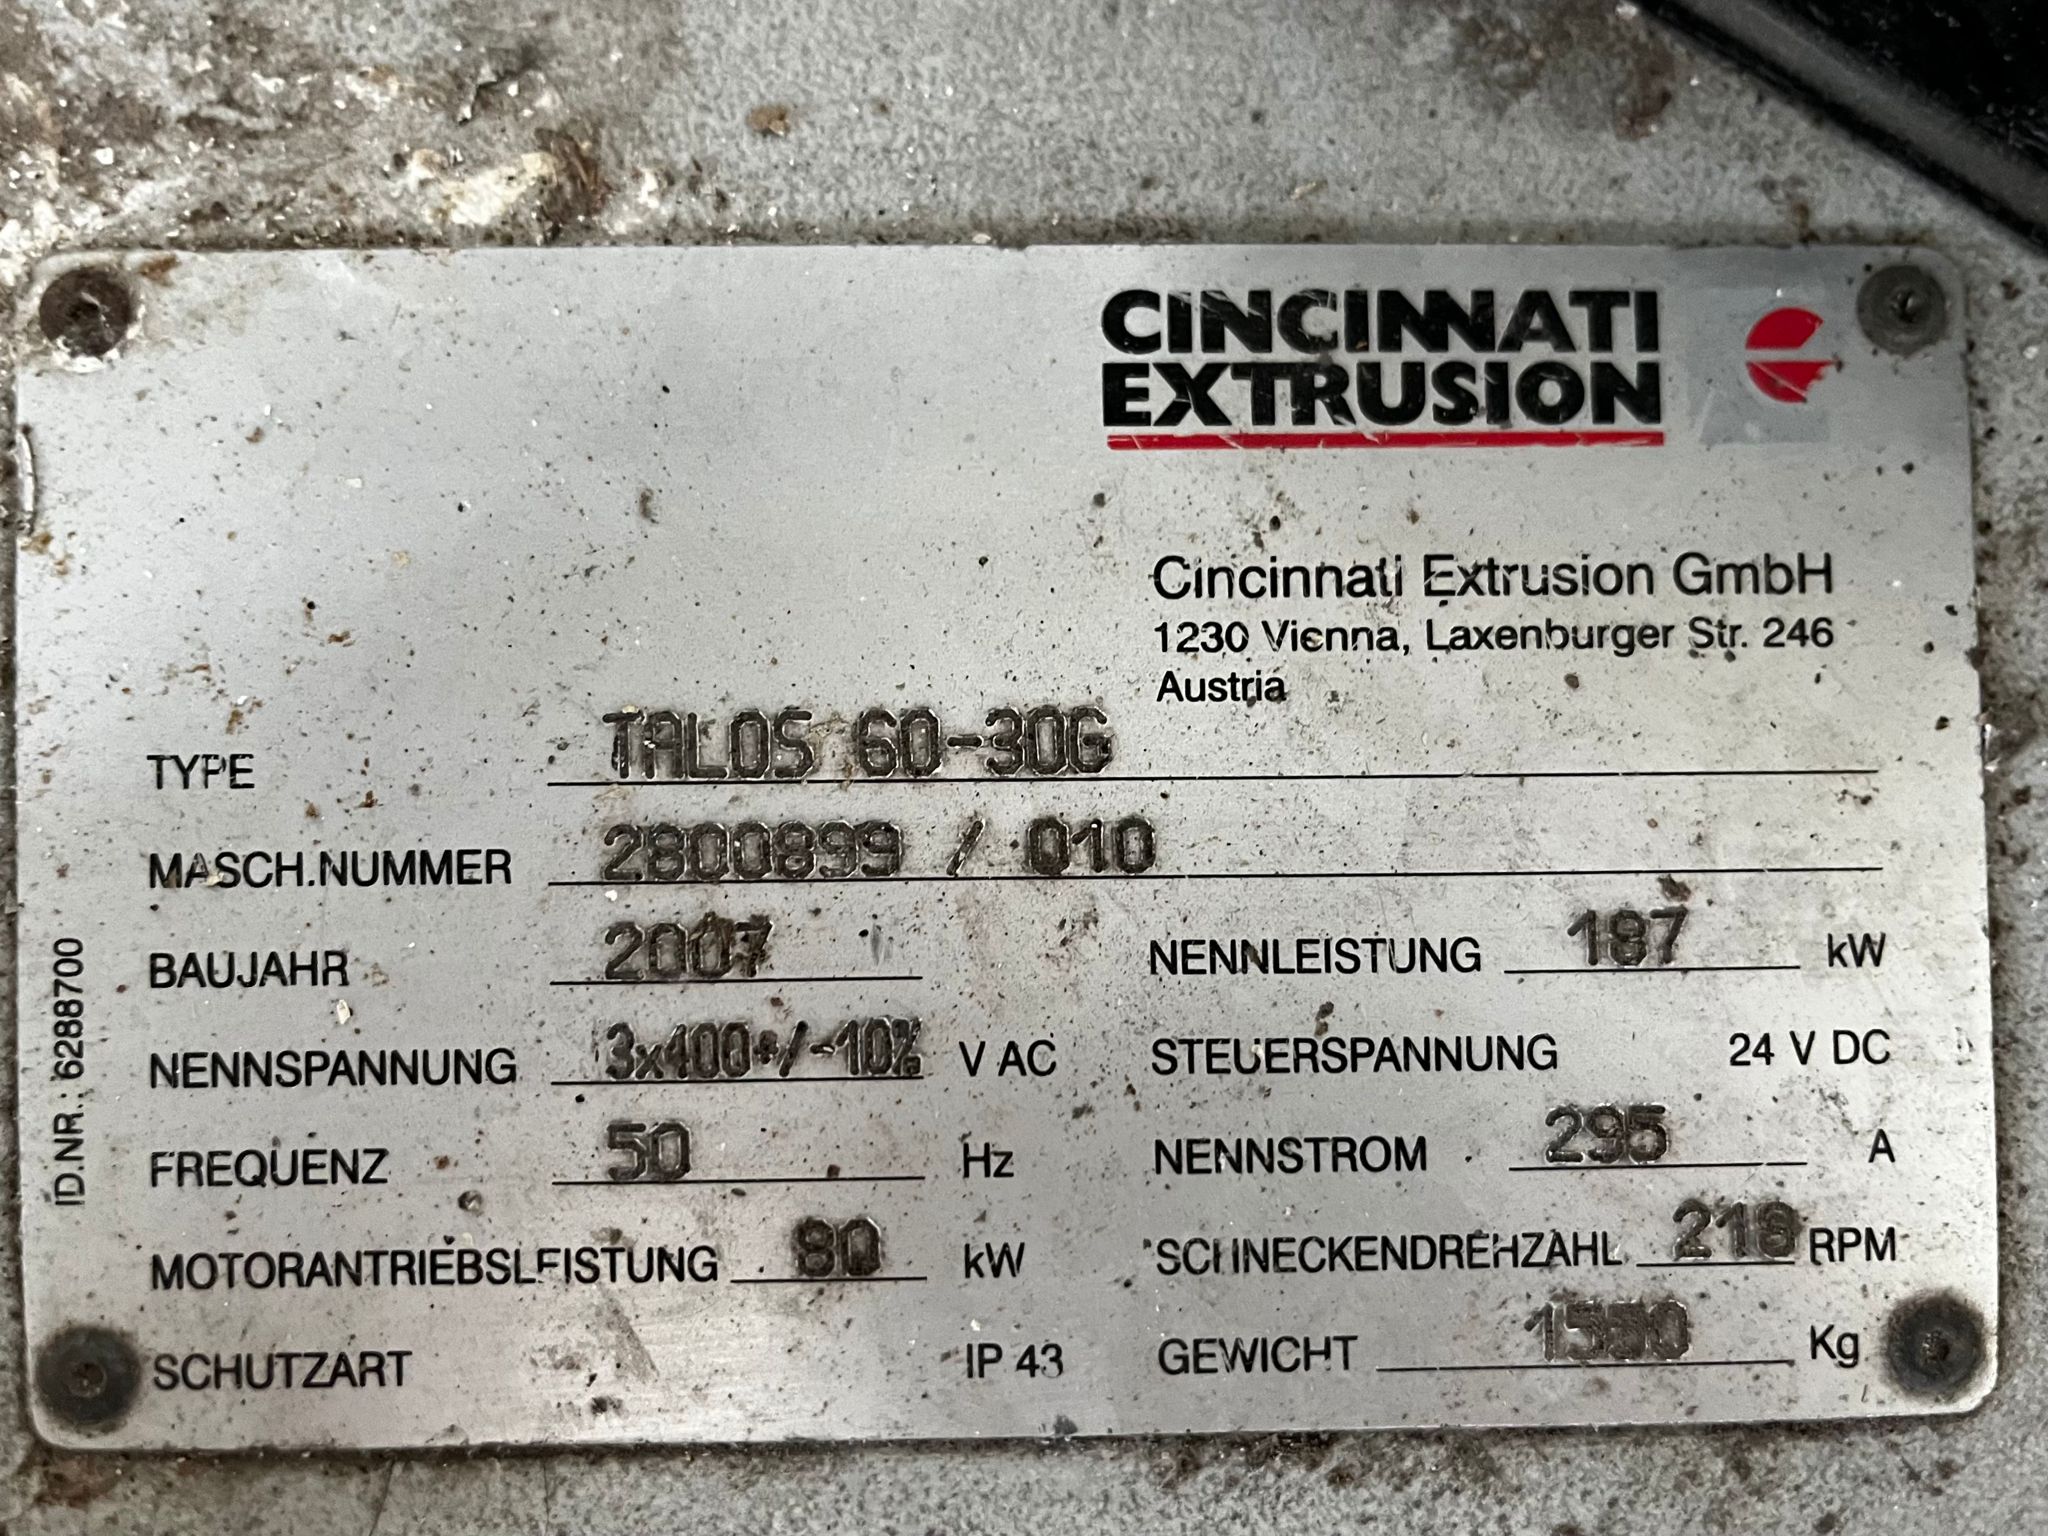 CINCINNATI
EXTRUSION
Cincinnati Extrusion GmbH
1230 Vienna, Laxenburger Str. 246
Austria
TYPE TALOS 60-30G
MASCH.NUMMER 2800899 / 010
BAUJAHR 2007 NENNLEISTUNG 187 kW
NENNSPANNUNG 3x400+/-10% V AC STEUERSPANNUNG 24 V DC
FREQUENZ 50 Hz NENNSTROM 295 A
MOTORANTRIEBSLEISTUNG 80 kW SCHNECKENDREHZAHL 218 RPM
SCHUTZART IP 43 GEWICHT 1550 Kg
ID.NR.: 6288700